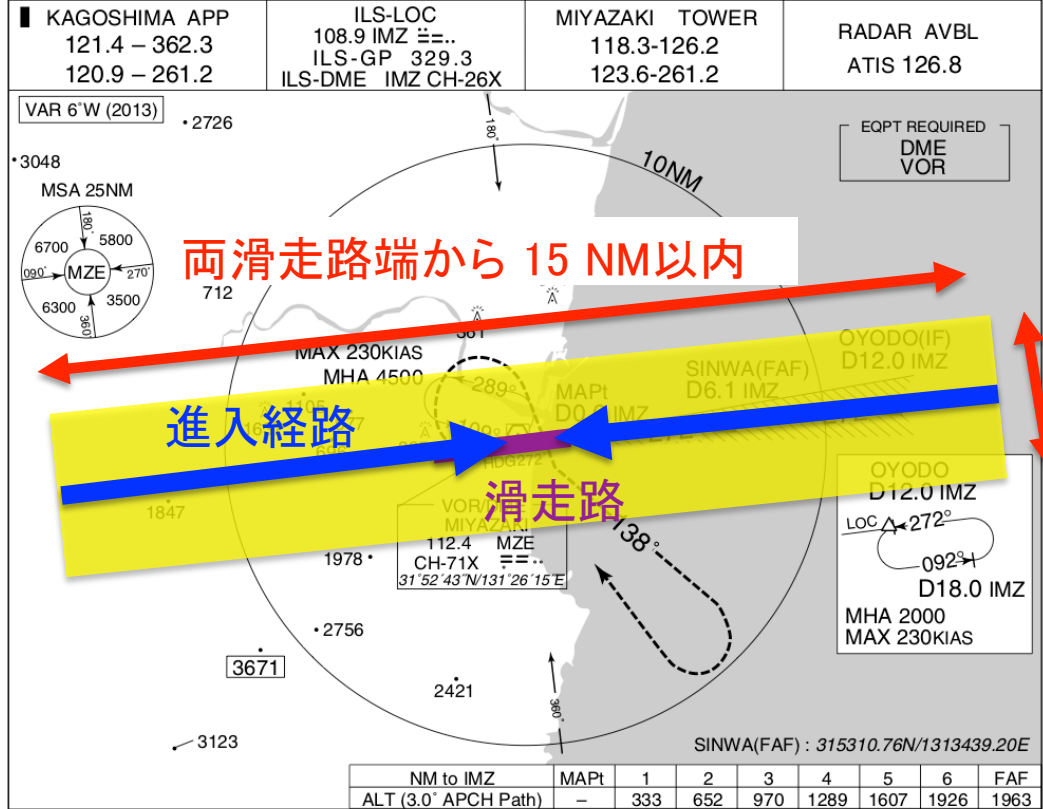 KAGOSHIMA APP
121.4 – 362.3
120.9 – 261.2
ILS-LOC
108.9 IMZ
ILS-GP 329.3
ILS-DME IMZ CH-26X
MIYAZAKI TOWER
118.3-126.2
123.6-261.2
RADAR AVBL
ATIS 126.8
VAR 6°W (2013)
2726
3048
180°
10NM
EQPT REQUIRED
DME
VOR
MSA 25NM
180°
6700
5800
090°
MZE
270°
6300
3500
360°
両滑走路端から 15 NM以内
712
MAX 230KIAS
MHA 4500
289°
OYODO(IF)
D12.0 IMZ
SINWA(FAF)
D6.1 IMZ
MAPt
1105
進入経路
HDG272°
滑走路
1847
VOR/DME
MIYAZAKI
112.4 MZE
CH-71X
31°52′43″N/131°26′15″E
138°
1978
OYODO
D12.0 IMZ
LOC
272°
092°
D18.0 IMZ
MHA 2000
MAX 230KIAS
2756
3671
2421
360°
3123
SINWA(FAF) : 315310.76N/1313439.20E
NM to IMZ MAPt 1 2 3 4 5 6 FAF
ALT (3.0° APCH Path) – 333 652 970 1289 1607 1926 1963